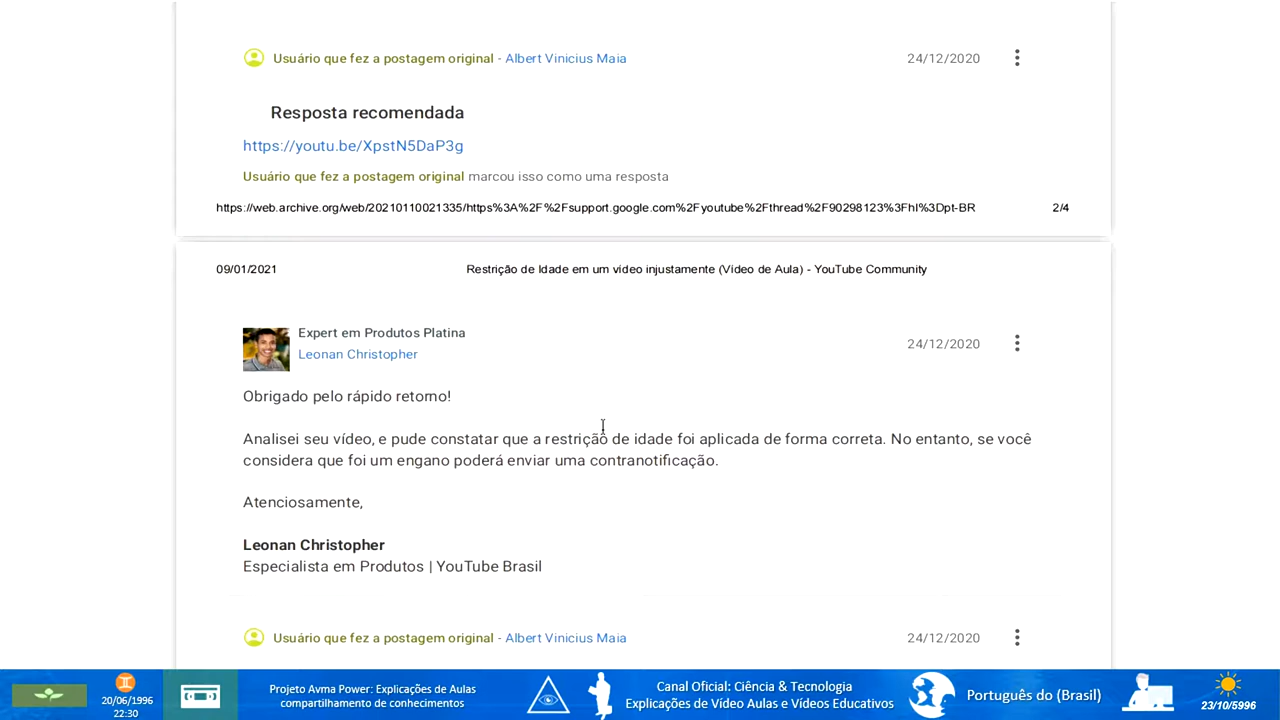 Usuário que fez a postagem original - Albert Vinicius Maia 24/12/2020
Resposta recomendada
https://youtu.be/XpstN5DaP3g
Usuário que fez a postagem original marcou isso como uma resposta
https://web.archive.org/web/20210110021335/https%3A%2F%2Fsupport.google.com%2Fyoutube%2Fthread%2F90298123%3Fhl%3Dpt-BR 2/4
09/01/2021 Restrição de Idade em um vídeo injustamente (Vídeo de Aula) - YouTube Community
Expert em Produtos Platina
Leonan Christopher 24/12/2020
Obrigado pelo rápido retorno!
Analisei seu vídeo, e pude constatar que a restrição de idade foi aplicada de forma correta. No entanto, se você
considera que foi um engano poderá enviar uma contranotificação.
Atenciosamente,
Leonan Christopher
Especialista em Produtos | YouTube Brasil
Usuário que fez a postagem original - Albert Vinicius Maia 24/12/2020
20/06/1996
22:30
Projeto Avma Power: Explicações de Aulas
compartilhamento de conhecimentos
Canal Oficial: Ciência & Tecnologia
Explicações de Vídeo Aulas e Vídeos Educativos
Português do (Brasil)
23/10/5996